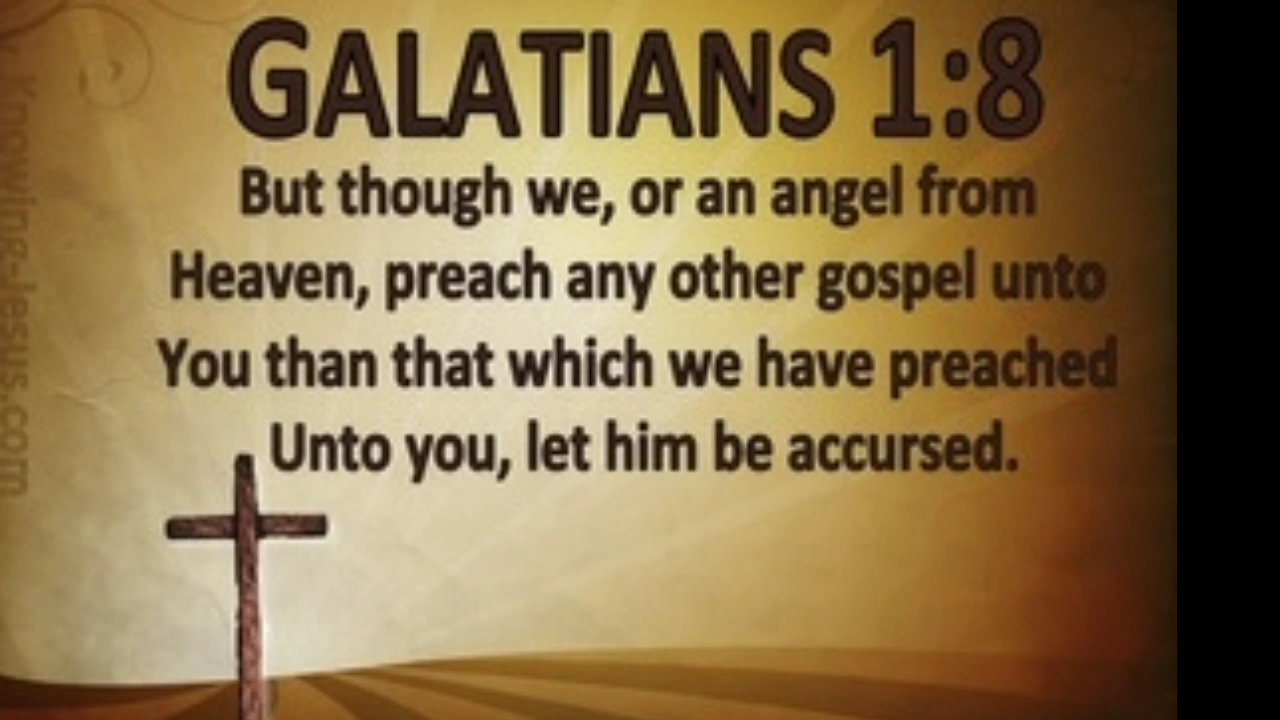 GALATIANS 1:8
But though we, or an angel from
Heaven, preach any other gospel unto
You than that which we have preached
Unto you, let him be accursed.
Knowing-Jesus.com